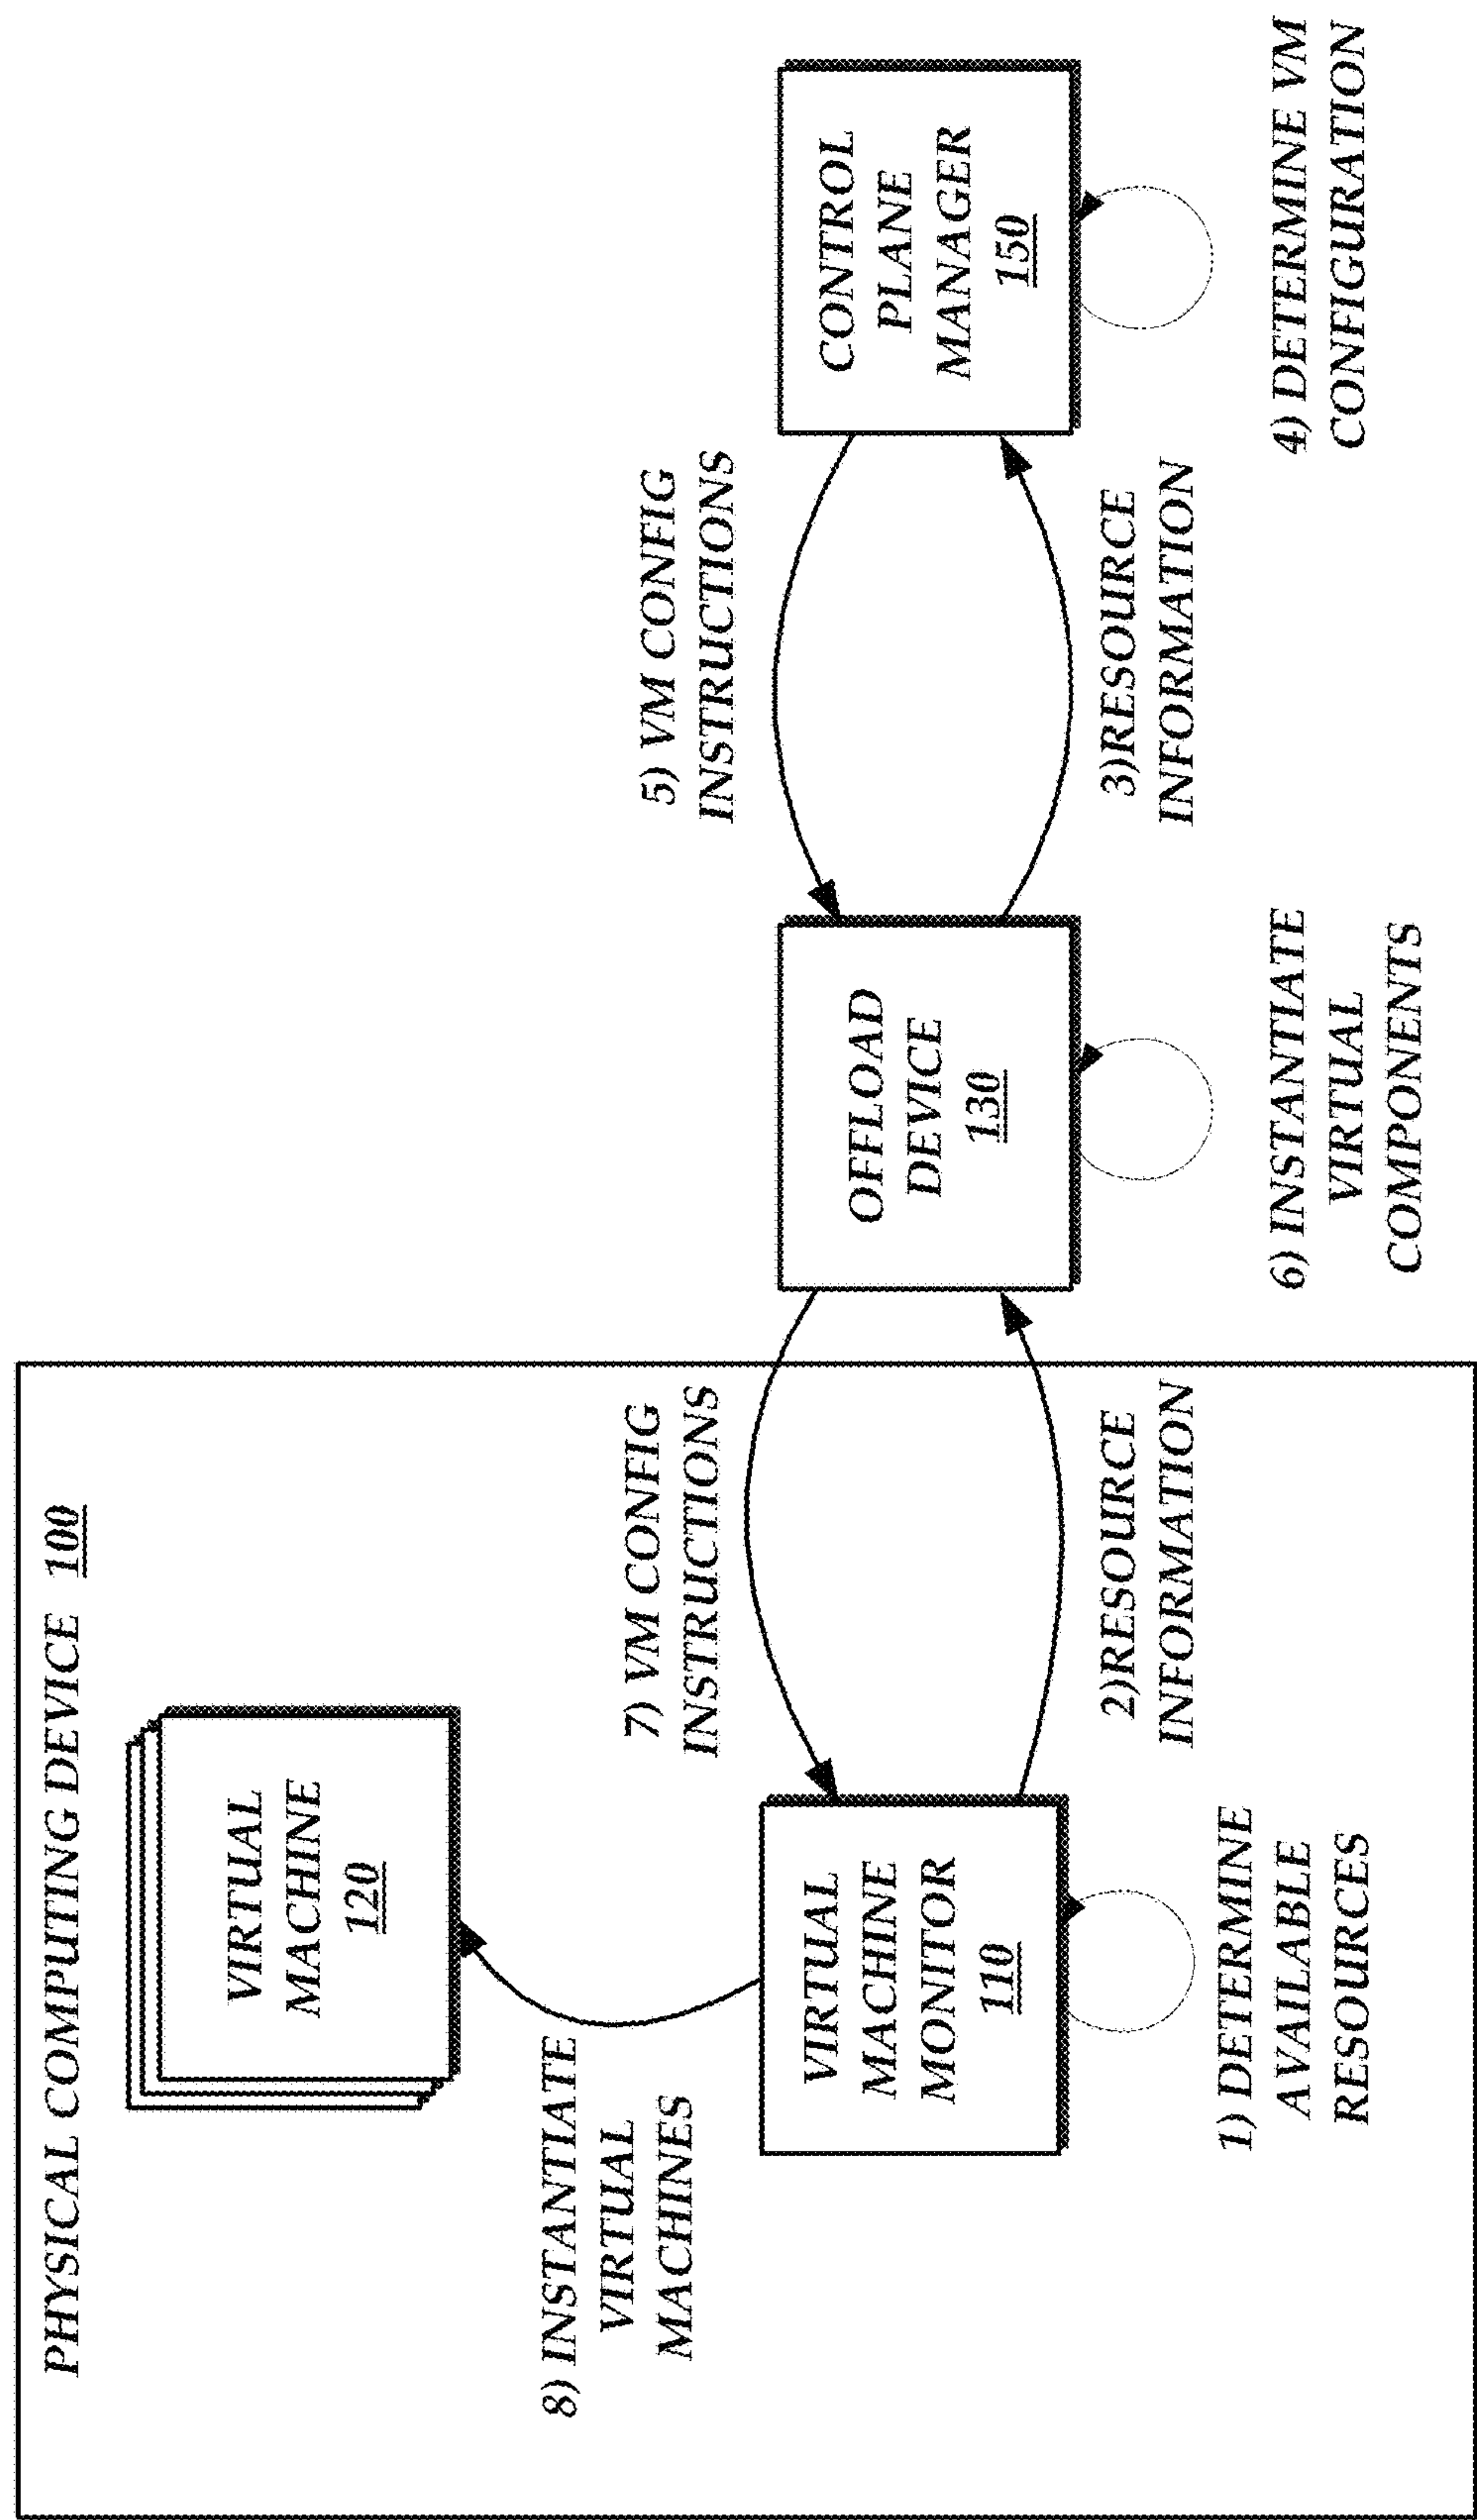 PHYSICAL COMPUTING DEVICE 100
VIRTUAL
MACHINE
120
8) INSTANTIATE
VIRTUAL
MACHINES
7) VM CONFIG
INSTRUCTIONS
5) VM CONFIG
INSTRUCTIONS
VIRTUAL
MACHINE
MONITOR
110
OFFLOAD
DEVICE
130
CONTROL
PLANE
MANAGER
150
2)RESOURCE
INFORMATION
3)RESOURCE
INFORMATION
1) DETERMINE
AVAILABLE
RESOURCES
6) INSTANTIATE
VIRTUAL
COMPONENTS
4) DETERMINE VM
CONFIGURATION